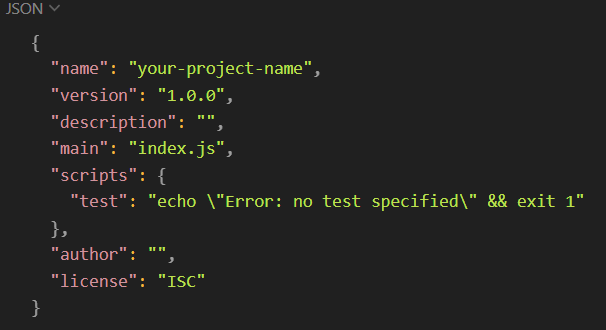 JSON
{
  "name": "your-project-name",
  "version": "1.0.0",
  "description": "",
  "main": "index.js",
  "scripts": {
    "test": "echo \"Error: no test specified\" && exit 1"
  },
  "author": "",
  "license": "ISC"
}